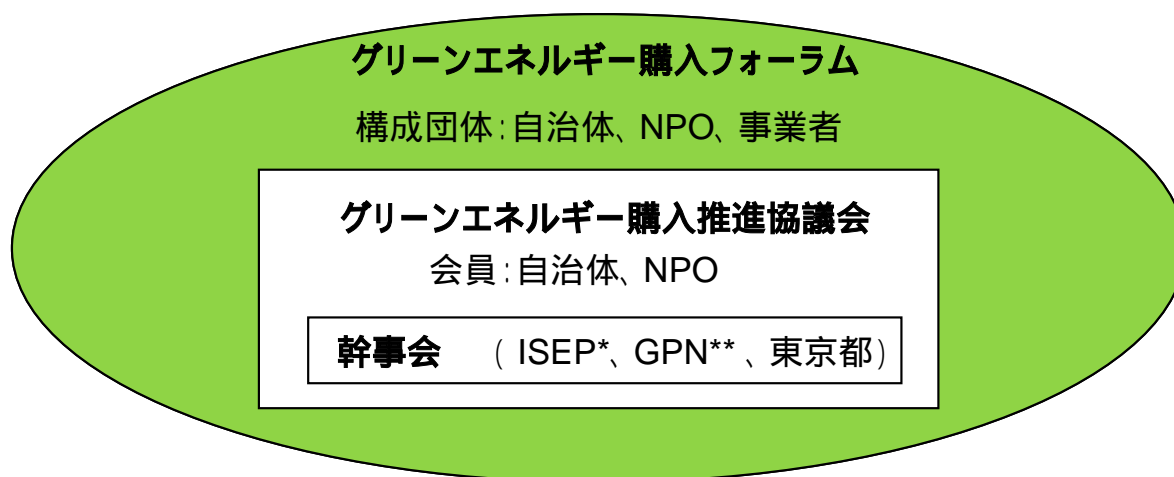 グリーンエネルギー購入フォーラム
構成団体:自治体、NPO、事業者
グリーンエネルギー購入推進協議会
会員:自治体、NPO
幹事会 (ISEP*、GPN**、東京都)